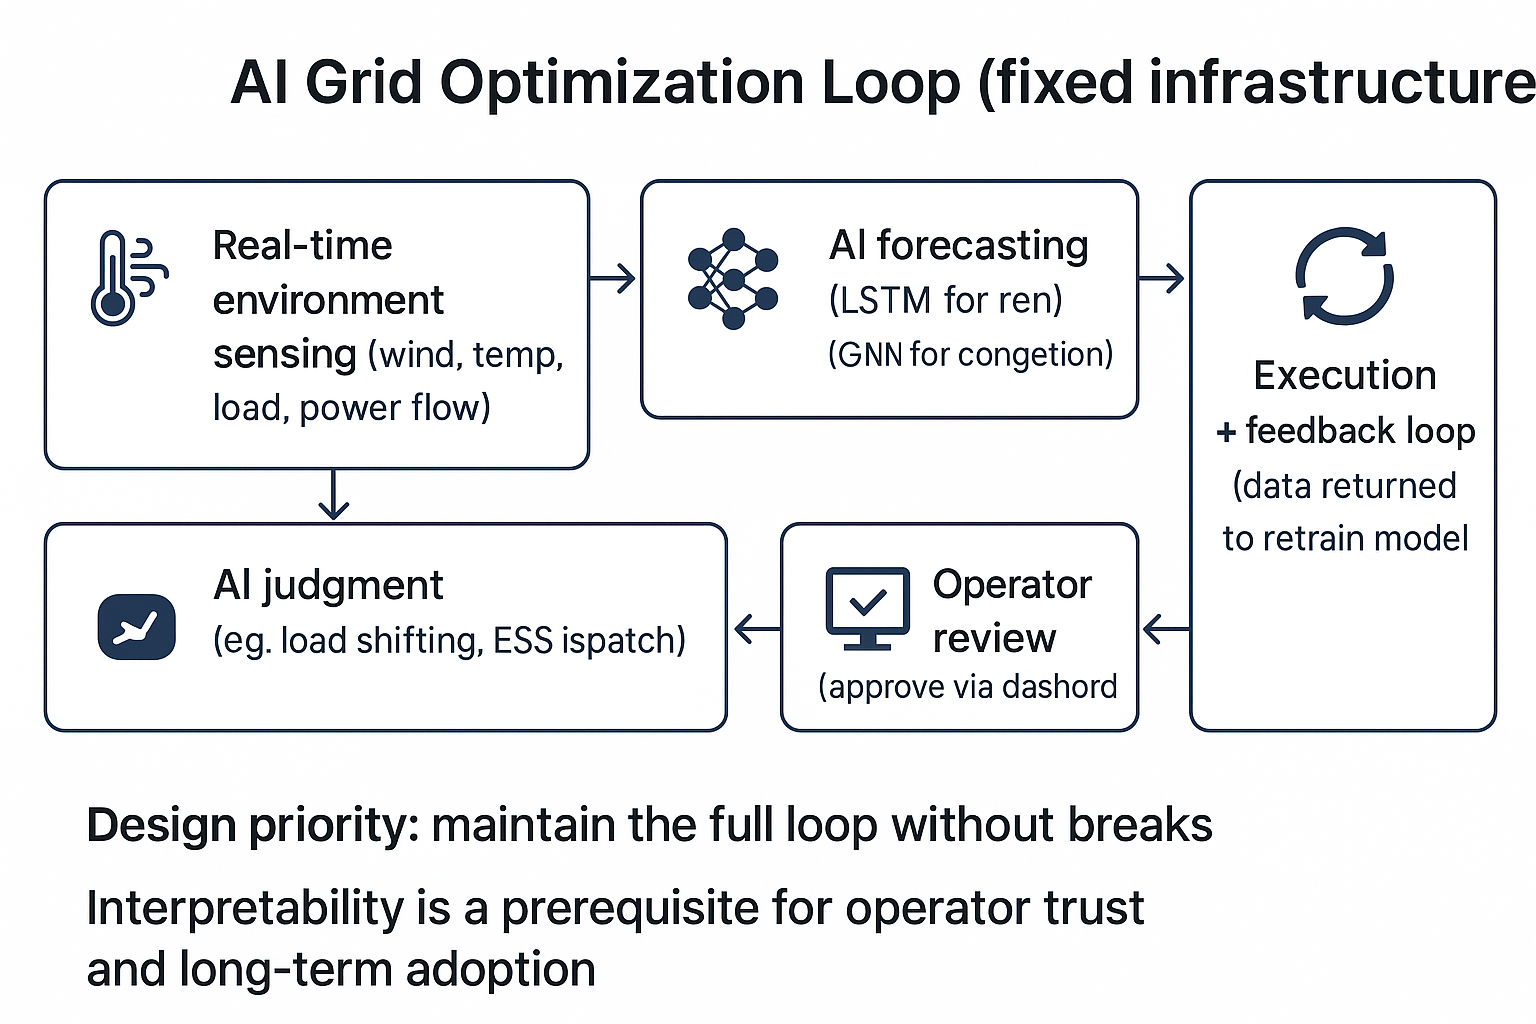 AI Grid Optimization Loop (fixed infrastructure
Real-time
environment
sensing (wind, temp,
load, power flow)
AI forecasting
(LSTM for ren)
(GNN for congetion)
Execution
+ feedback loop
(data returned
to retrain model
AI judgment
(eg. load shifting, ESS ispatch)
Operator
review
(approve via dashord
Design priority: maintain the full loop without breaks
Interpretability is a prerequisite for operator trust
and long-term adoption